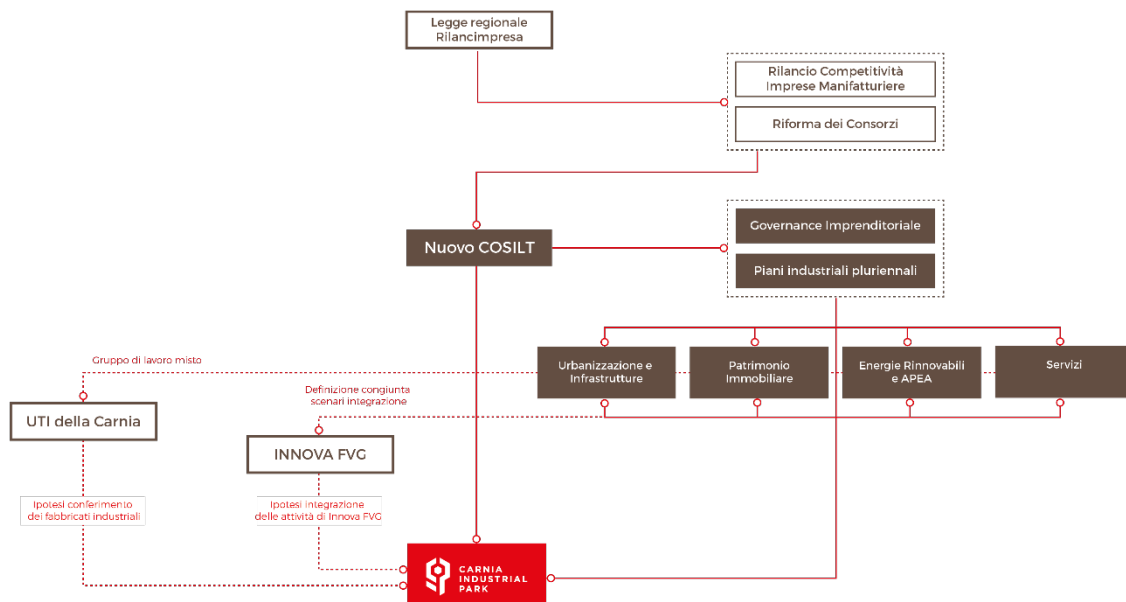 Legge regionale
Rilancimpresa
Rilancio Competitività
Imprese Manifatturiere
Riforma dei Consorzi
Nuovo COSILT
Governance Imprenditoriale
Piani industriali pluriennali
Gruppo di lavoro misto
Urbanizzazione e
Infrastrutture
Patrimonio
Immobiliare
Energie Rinnovabili
e APEA
Servizi
Definizione congiunta
scenari integrazione
UTI della Carnia
INNOVA FVG
Ipotesi conferimento
dei fabbricati industriali
Ipotesi integrazione
delle attività di Innova FVG
CARNIA
INDUSTRIAL
PARK